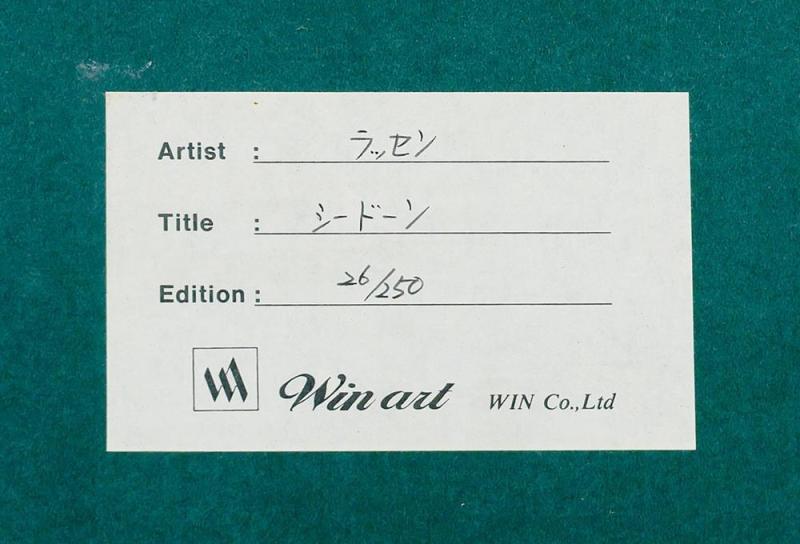 Artist : ラッセン
Title : シードーン
Edition : 26/250
Win art WIN Co.,Ltd